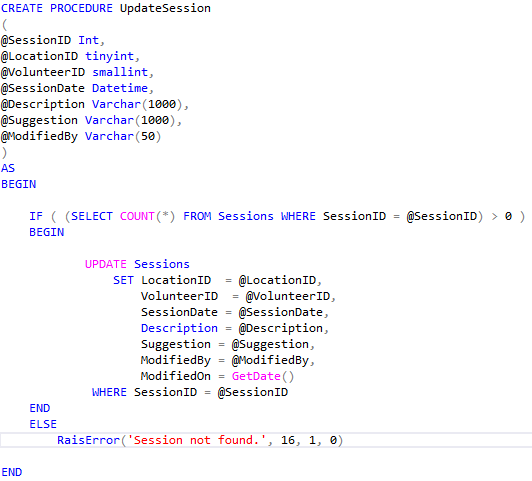 CREATE PROCEDURE UpdateSession
(
@SessionID Int,
@LocationID tinyint,
@VolunteerID smallint,
@SessionDate Datetime,
@Description Varchar(1000),
@Suggestion Varchar(1000),
@ModifiedBy Varchar(50)
)
AS
BEGIN
IF ( (SELECT COUNT(*) FROM Sessions WHERE SessionID = @SessionID) > 0 )
BEGIN
UPDATE Sessions
SET LocationID = @LocationID,
VolunteerID = @VolunteerID,
SessionDate = @SessionDate,
Description = @Description,
Suggestion = @Suggestion,
ModifiedBy = @ModifiedBy,
ModifiedOn = GetDate()
WHERE SessionID = @SessionID
END
ELSE
RaisError('Session not found.', 16, 1, 0)
END